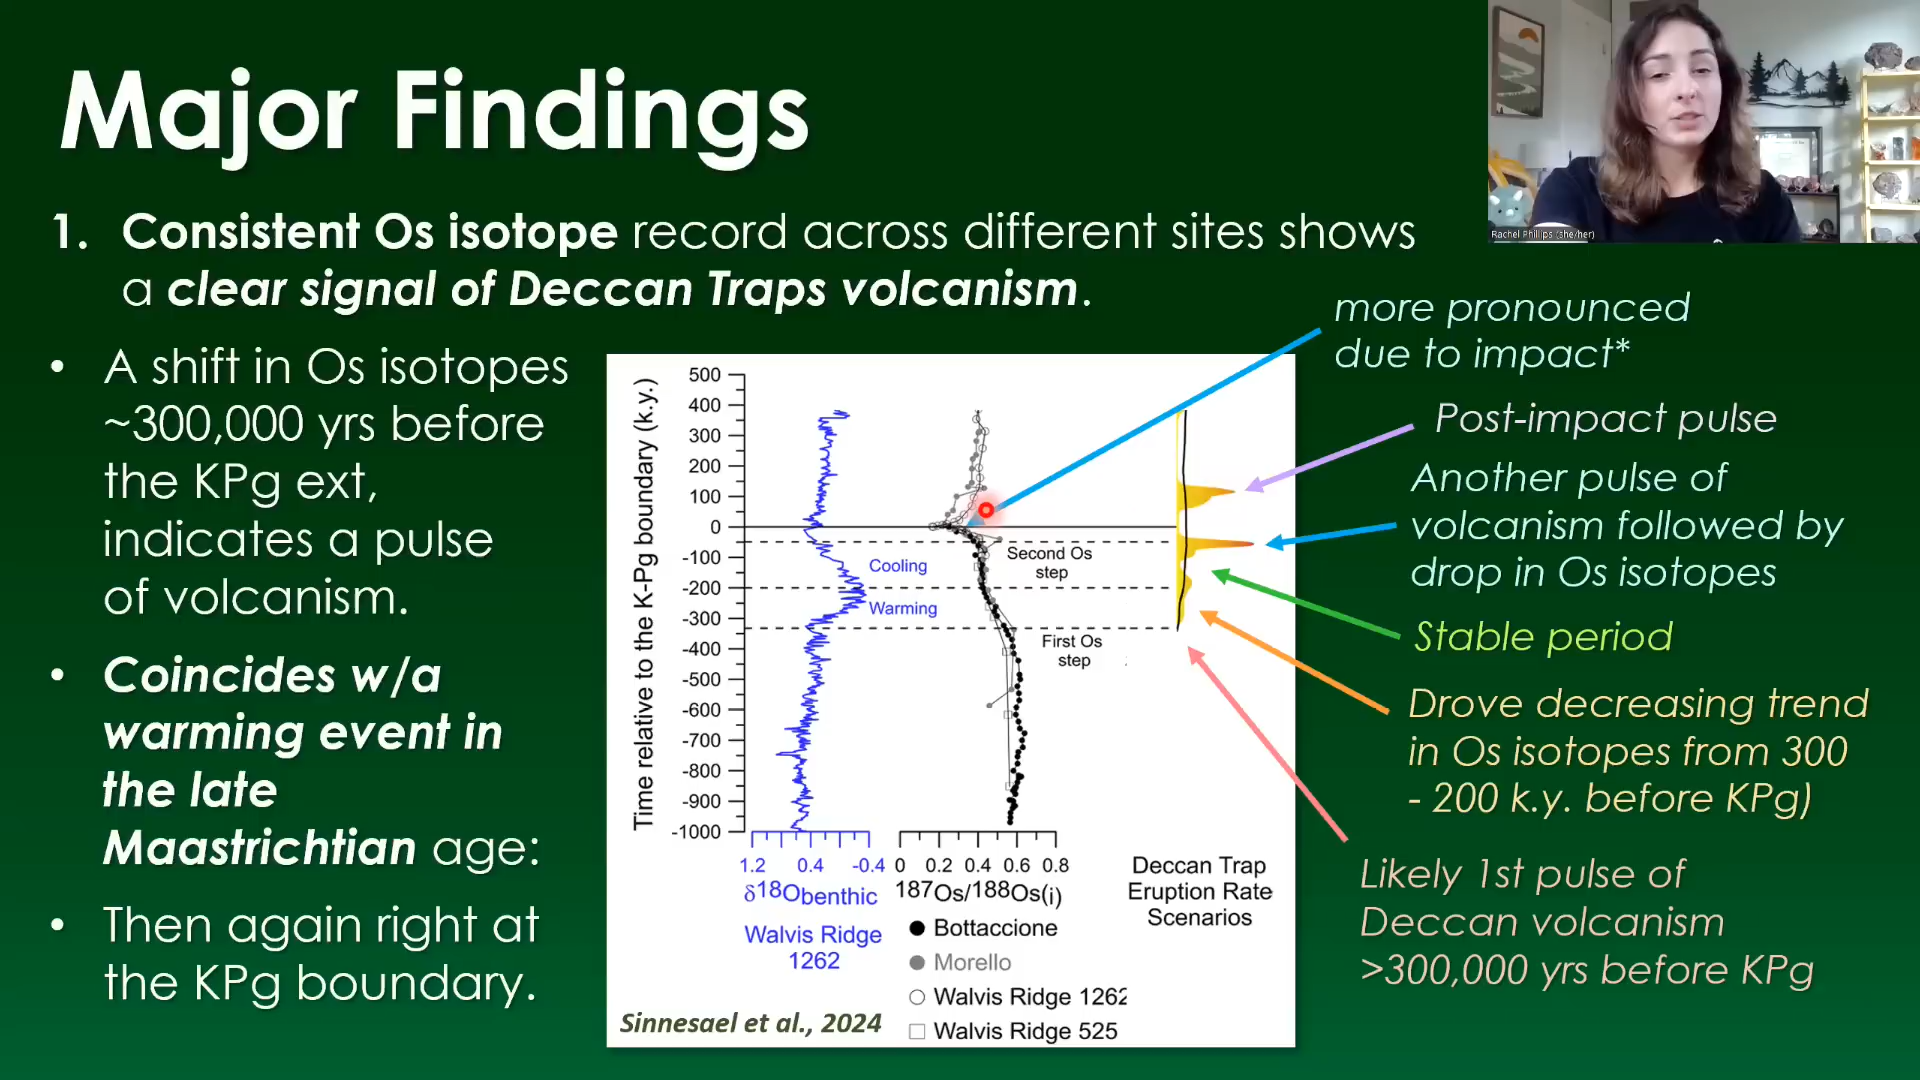 Major Findings
Rachel Phillips (she/her)
1. Consistent Os isotope record across different sites shows
a clear signal of Deccan Traps volcanism.
• A shift in Os isotopes
~300,000 yrs before
the KPg ext,
indicates a pulse
of volcanism.
• Coincides w/a
warming event in
the late
Maastrichtian age:
• Then again right at
the KPg boundary.
Time relative to the K-Pg boundary (k.y.)
500
400
300
200
100
0
-100
-200
-300
-400
-500
-600
-700
-800
-900
-1000
Cooling
Warming
Second Os
step
First Os
step
1.2 0.4 -0.4
δ18Obenthic
Walvis Ridge
1262
0 0.2 0.4 0.6 0.8
187Os/188Os(i)
● Bottaccione
● Morello
○ Walvis Ridge 1262
□ Walvis Ridge 525
Deccan Trap
Eruption Rate
Scenarios
Sinnesael et al., 2024
more pronounced
due to impact*
Post-impact pulse
Another pulse of
volcanism followed by
drop in Os isotopes
Stable period
Drove decreasing trend
in Os isotopes from 300
- 200 k.y. before KPg)
Likely 1st pulse of
Deccan volcanism
>300,000 yrs before KPg